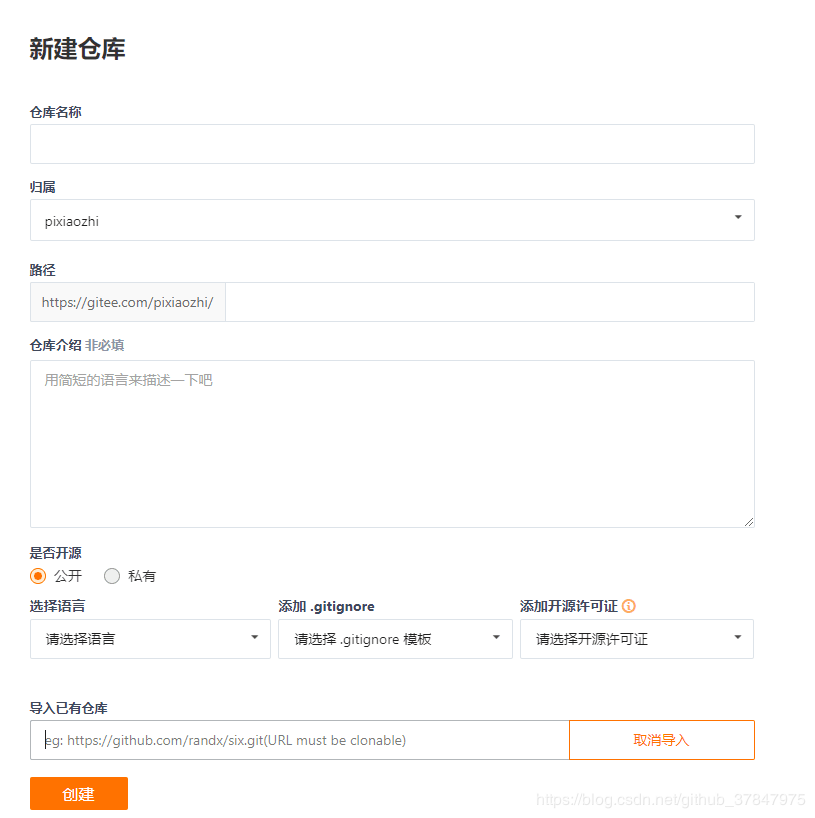 新建仓库
仓库名称
归属
pixiaozhi
路径
https://gitee.com/pixiaozhi/
仓库介绍 非必填
用简短的语言来描述一下吧
是否开源
公开 私有
选择语言 添加 .gitignore 添加开源许可证
请选择语言 请选择 .gitignore 模板 请选择开源许可证
导入已有仓库
eg: https://github.com/randx/six.git(URL must be clonable) 取消导入
创建
https://blog.csdn.net/github_37847975